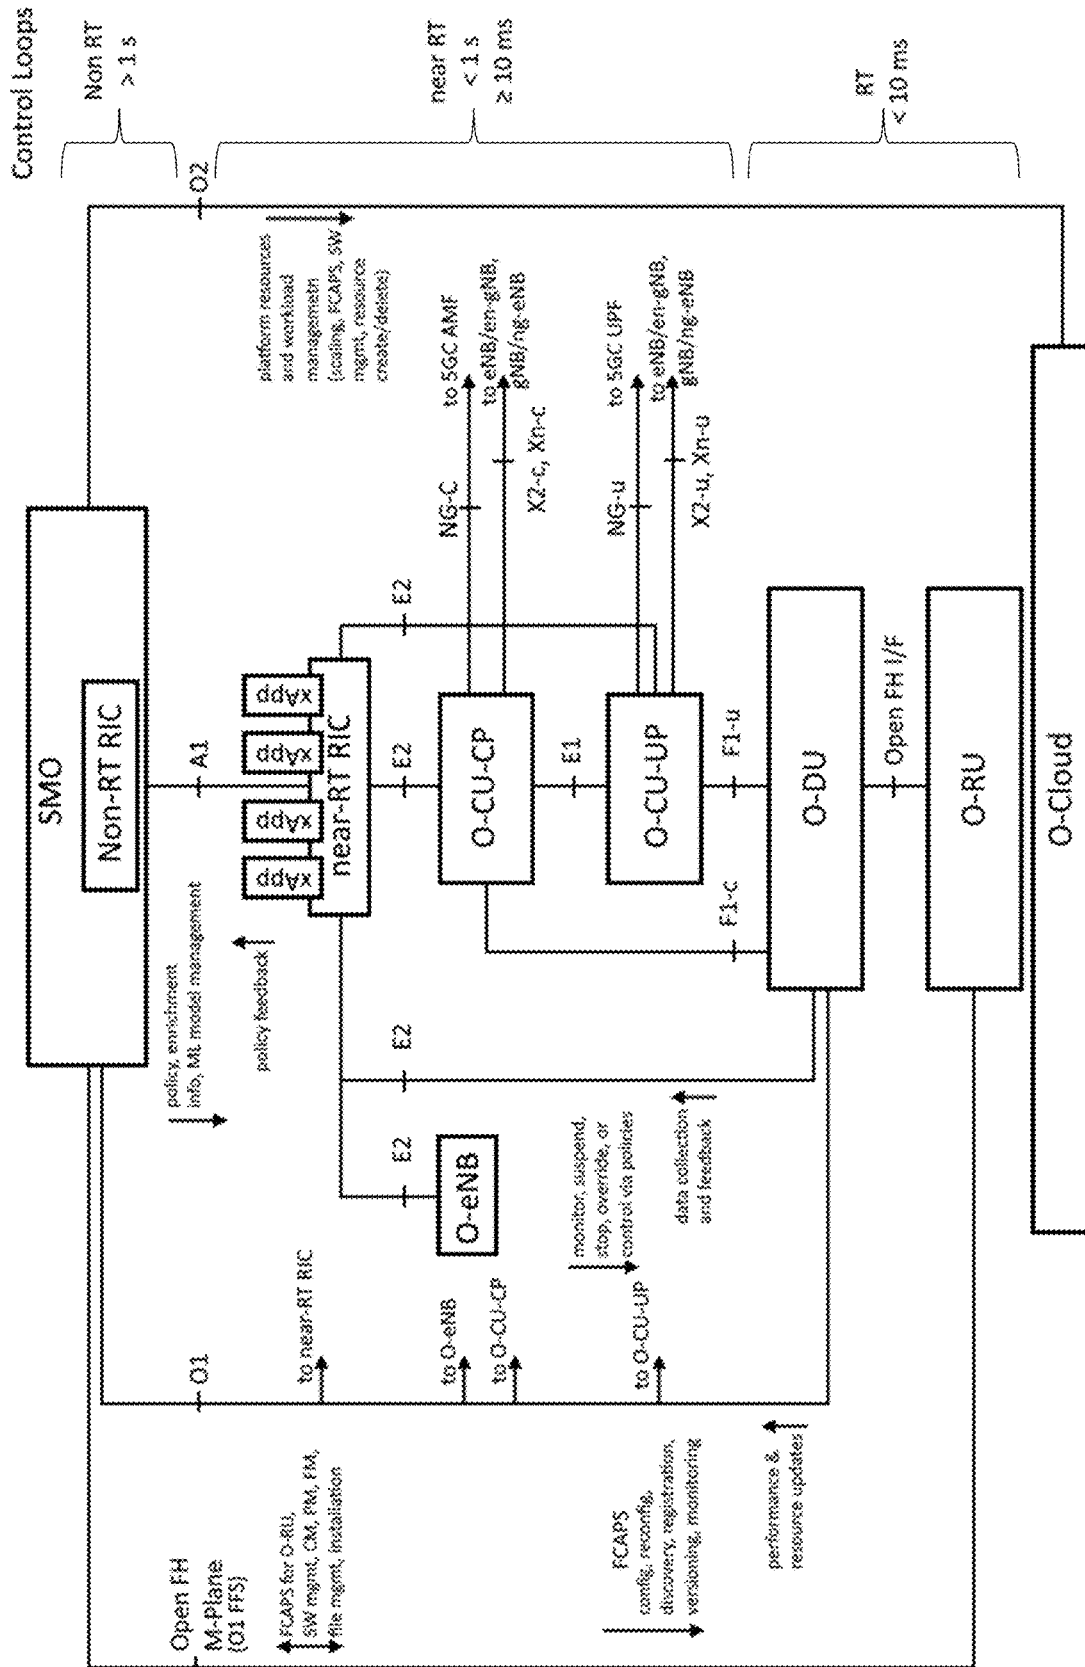 Control Loops
Non RT
> 1 s
near RT
< 1 s
≥ 10 ms
RT
< 10 ms
SMO
Non-RT RIC
O2
platform resources
and workload
managemetn
(scaling, FCAPS, SW
mgmt, resource
create/delete)
A1
policy, enrichment
info, ML model management
policy feedback
xApp
xApp
xApp
xApp
near-RT RIC
E2
E2
E2
E2
O-eNB
O-CU-CP
NG-C
to 5GC AMF
X2-c, Xn-c
to eNB/en-gNB,
gNB/ng-eNB
E1
O-CU-UP
NG-u
to 5GC UPF
X2-u, Xn-u
to eNB/en-gNB,
gNB/ng-eNB
F1-c
F1-u
O-DU
Open FH I/F
O-RU
O-Cloud
monitor, suspend,
stop, override, or
control via policies
data collection
and feedback
O1
to near-RT RIC
to O-eNB
to O-CU-CP
to O-CU-UP
Open FH
M-Plane
(O1 FFS)
FCAPS for O-RU,
SW mgmt, CM, PM, FM,
file mgmt, installation
FCAPS
config, reconfig,
discovery, registration,
versioning, monitoring
performance &
resource updates